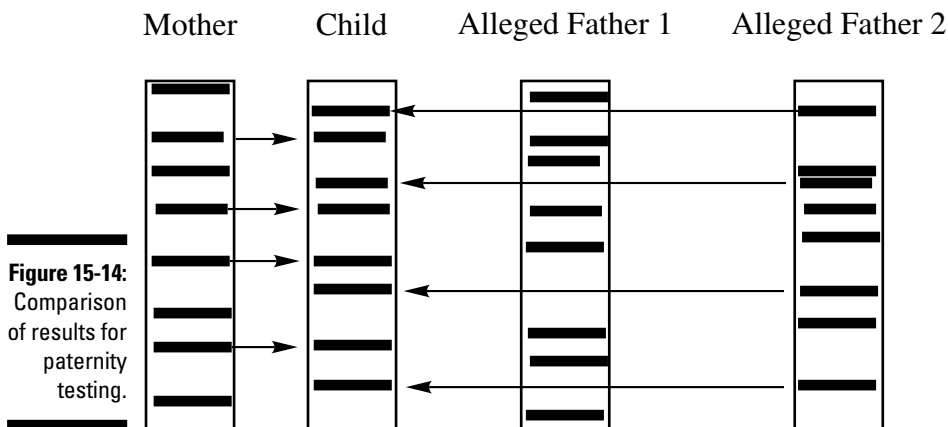 Mother Child Alleged Father 1 Alleged Father 2
Figure 15-14:
Comparison
of results for
paternity
testing.